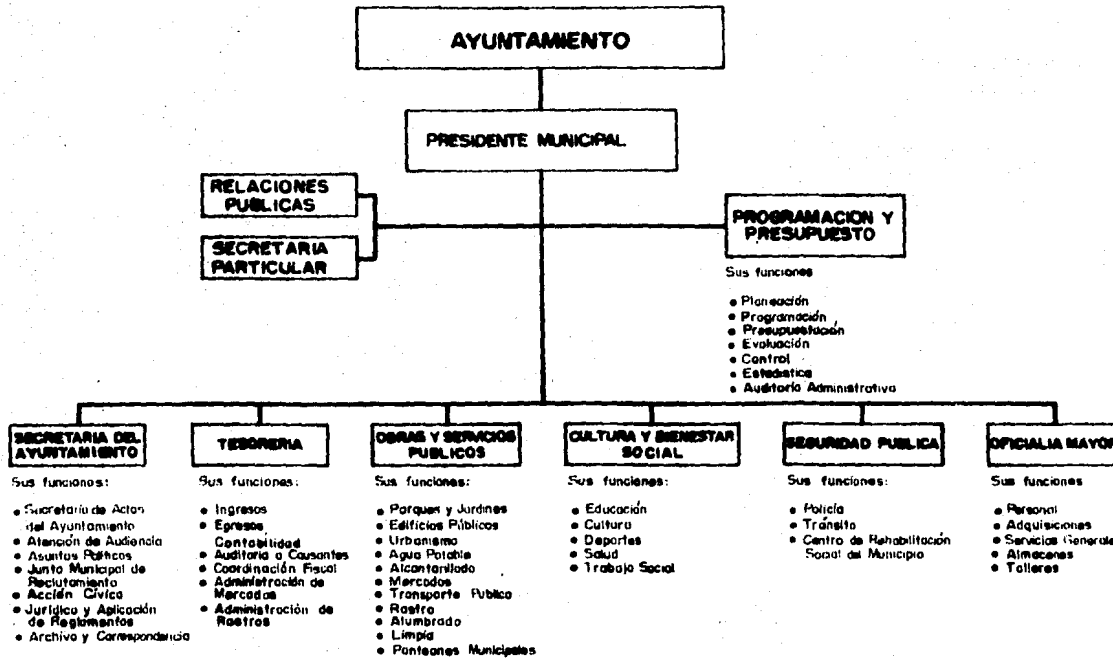 AYUNTAMIENTO
PRESIDENTE MUNICIPAL
RELACIONES
PUBLICAS
SECRETARIA
PARTICULAR
PROGRAMACION Y
PRESUPUESTO
Sus funciones
• Planeación
• Programación
• Presupuestación
• Evaluación
• Control
• Estadistica
• Auditoría Administrativa
SECRETARIA DEL
AYUNTAMIENTO
Sus funciones:
• Secretaría de Actas
del Ayuntamiento
• Atención de Audiencia
• Asuntos Políticos
• Junta Municipal de
Reclutamiento
• Acción Cívica
• Jurídico y Aplicación
de Reglamentos
• Archivo y Correspondencia
TESORERIA
Sus funciones:
• Ingresos
• Egresos
Contabilidad
• Auditoria a Causantes
• Coordinación Fiscal
• Administración de
Mercados
• Administración de
Rastros
OBRAS Y SERVICIOS
PUBLICOS
Sus funciones:
• Parques y Jardines
• Edificios Públicos
• Urbanismo
• Agua Potable
• Alcantarillado
• Mercados
• Transporte Publico
• Rastro
• Alumbrado
• Limpia
• Panteones Municipales
CULTURA Y BIENESTAR
SOCIAL
Sus funciones:
• Educación
• Cultura
• Deportes
• Salud
• Trabajo Social
SEGURIDAD PUBLICA
Sus funciones:
• Policía
• Tránsito
• Centro de Rehabilitación
Social del Municipio
OFICIALIA MAYOR
Sus funciones
• Personal
• Adquisiciones
• Servicios Generale
• Almacenes
• Talleres